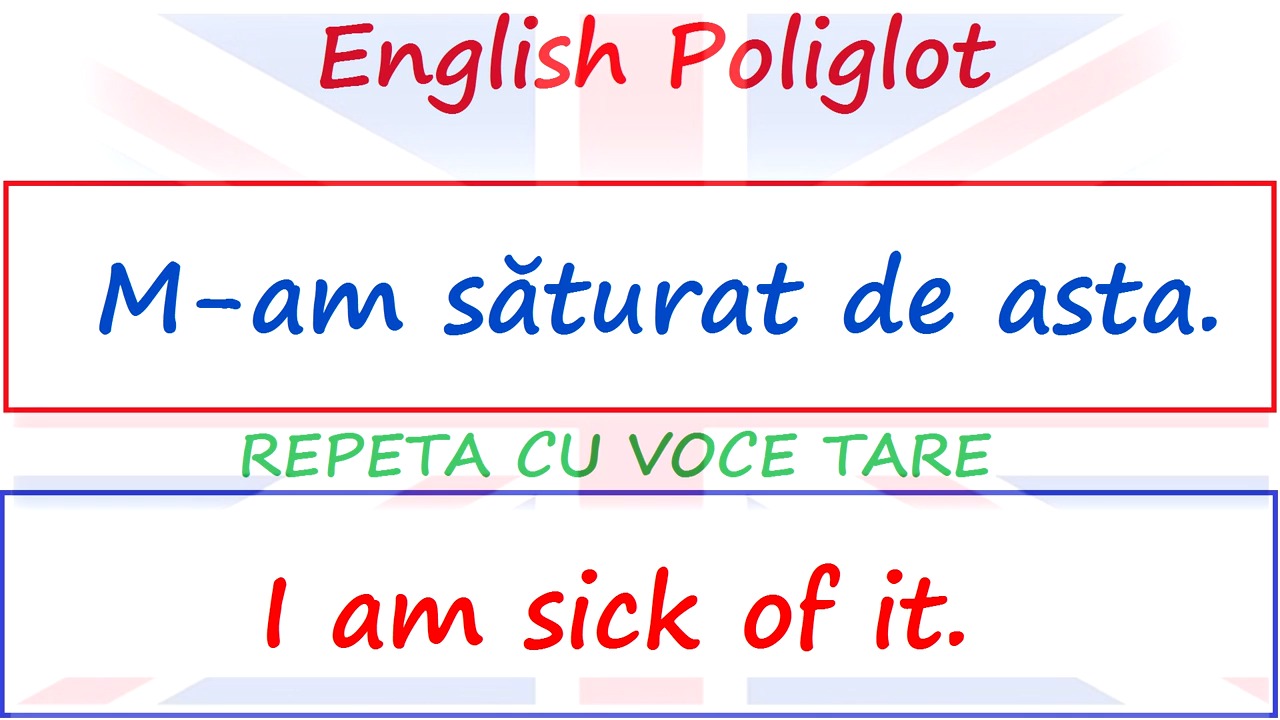 English Poliglot
M-am săturat de asta.
REPETA CU VOCE TARE
I am sick of it.